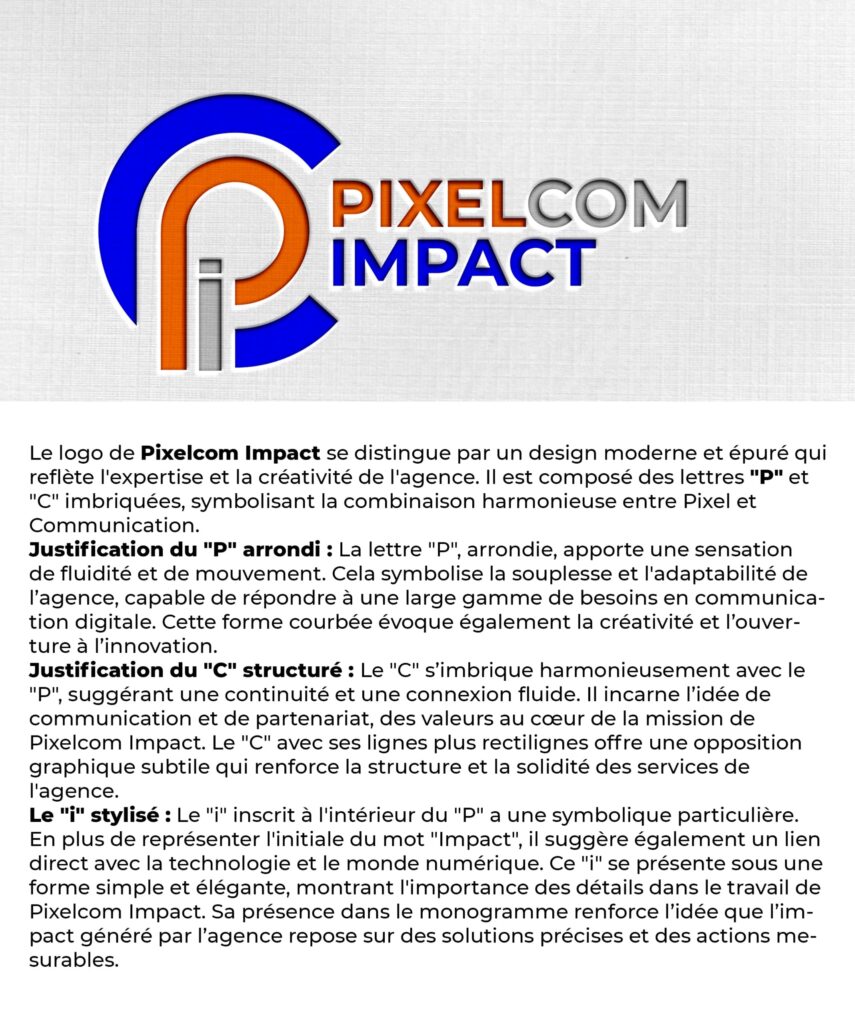 PIXELCOM
IMPACT
Le logo de Pixelcom Impact se distingue par un design moderne et épuré qui
reflète l'expertise et la créativité de l'agence. Il est composé des lettres "P" et
"C" imbriquées, symbolisant la combinaison harmonieuse entre Pixel et
Communication.
Justification du "P" arrondi : La lettre "P", arrondie, apporte une sensation
de fluidité et de mouvement. Cela symbolise la souplesse et l'adaptabilité de
l’agence, capable de répondre à une large gamme de besoins en communica-
tion digitale. Cette forme courbée évoque également la créativité et l’ouver-
ture à l’innovation.
Justification du "C" structuré : Le "C" s’imbrique harmonieusement avec le
"P", suggérant une continuité et une connexion fluide. Il incarne l’idée de
communication et de partenariat, des valeurs au cœur de la mission de
Pixelcom Impact. Le "C" avec ses lignes plus rectilignes offre une opposition
graphique subtile qui renforce la structure et la solidité des services de
l'agence.
Le "i" stylisé : Le "i" inscrit à l'intérieur du "P" a une symbolique particulière.
En plus de représenter l'initiale du mot "Impact", il suggère également un lien
direct avec la technologie et le monde numérique. Ce "i" se présente sous une
forme simple et élégante, montrant l'importance des détails dans le travail de
Pixelcom Impact. Sa présence dans le monogramme renforce l’idée que l’im-
pact généré par l’agence repose sur des solutions précises et des actions me-
surables.